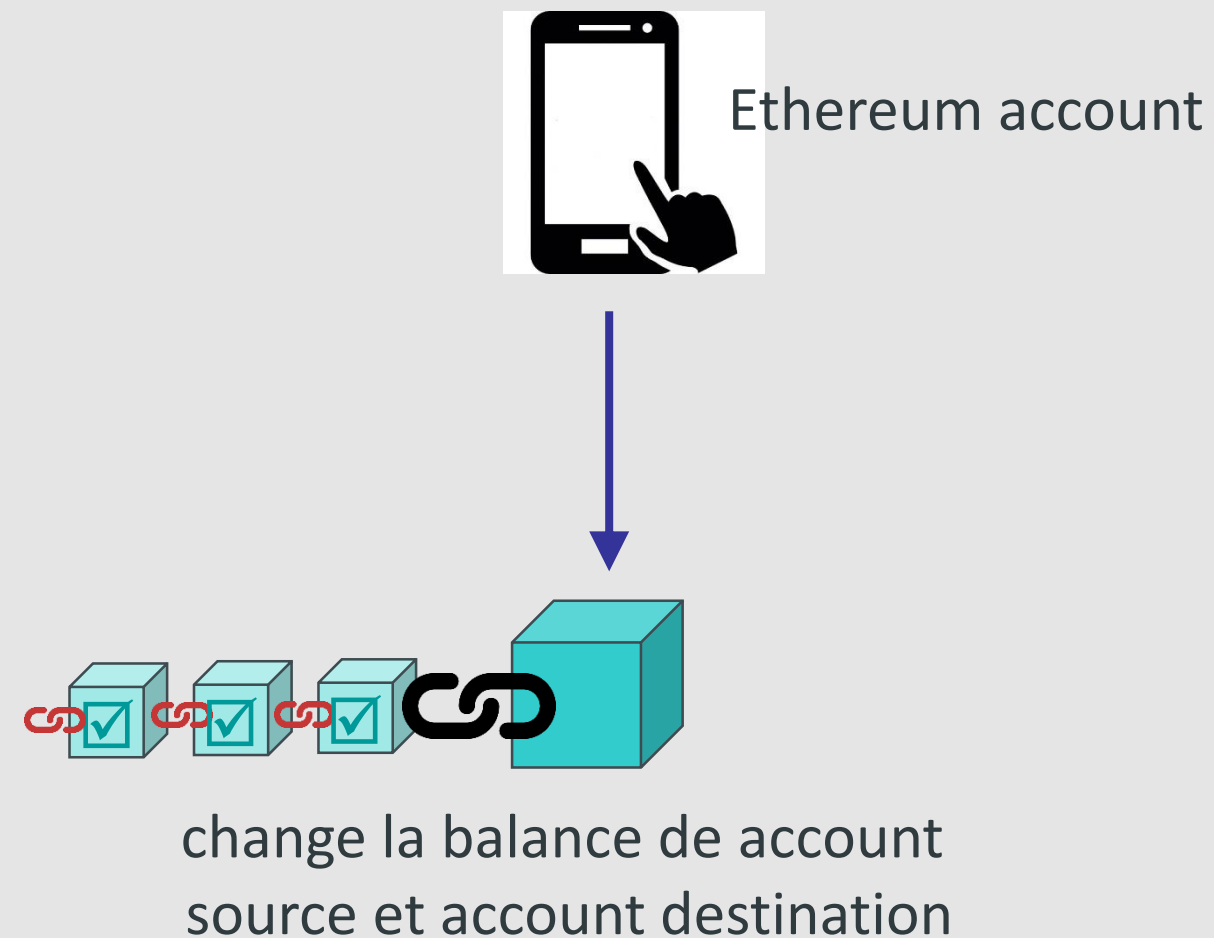 Ethereum account
change la balance de account
source et account destination